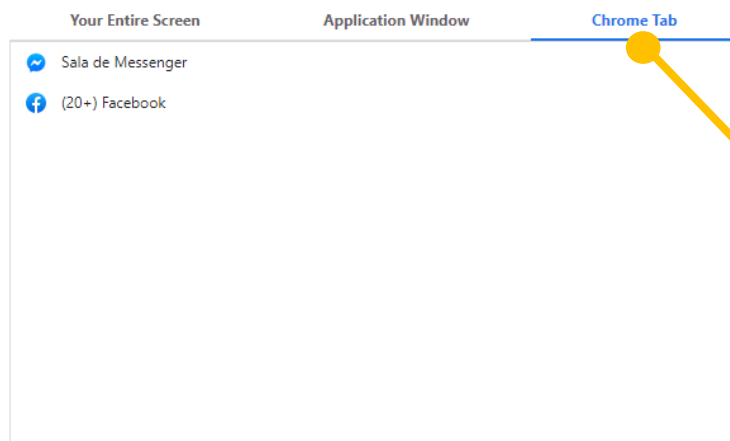 Your Entire Screen Application Window Chrome Tab
Sala de Messenger
(20+) Facebook